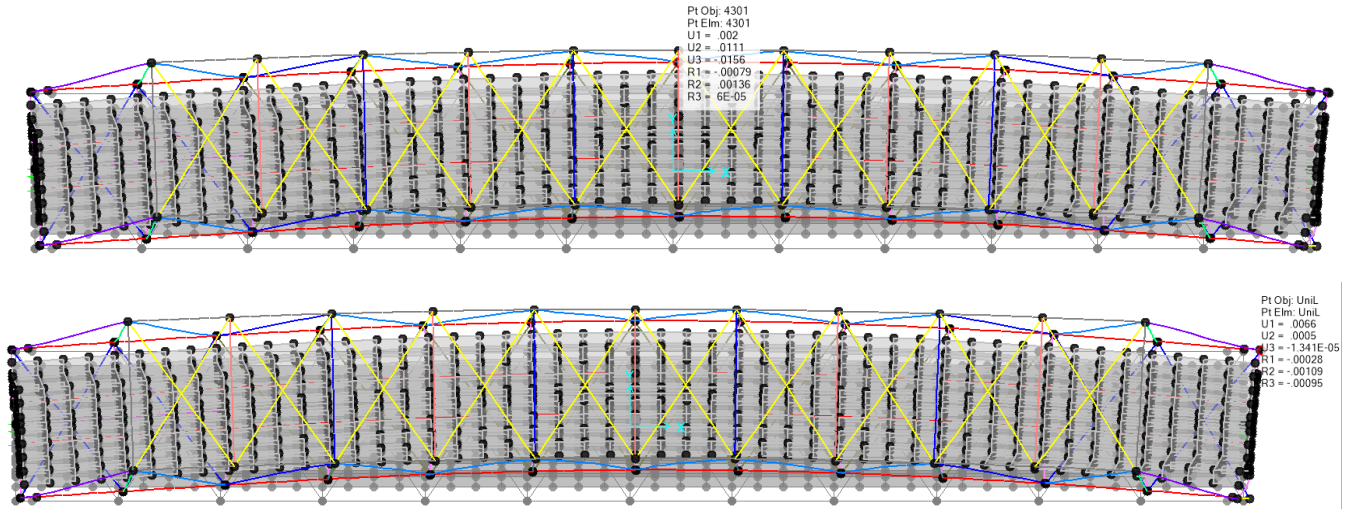 Pt Obj: 4301
Pt Elm: 4301
U1 = .002
U2 = .0111
U3 = -.0156
R1 = -.00079
R2 = .00136
R3 = 6E-05
X
Pt Obj: UniL
Pt Elm: UniL
U1 = .0066
U2 = .0005
U3 = -1.341E-05
R1 = -.00028
R2 = -.00109
R3 = -.00095
X